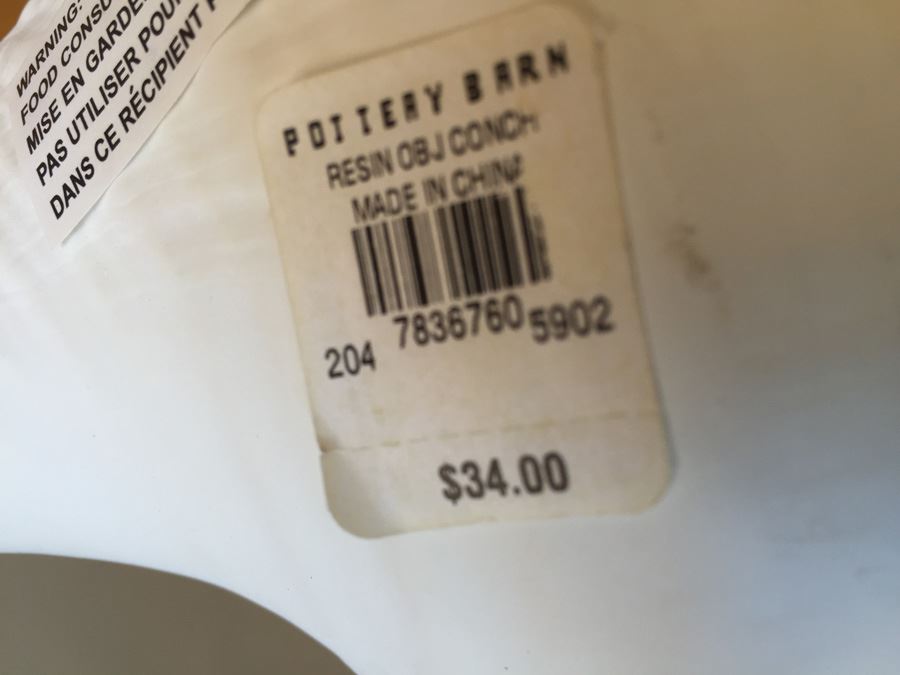 WARNING:
FOOD CONSU
MISE EN GARDE
PAS UTILISER POUR
DANS CE RÉCIPIENT
POTTERY BARN
RESIN OBJ CONCH
MADE IN CHINA
204 7836760 5902
$34.00